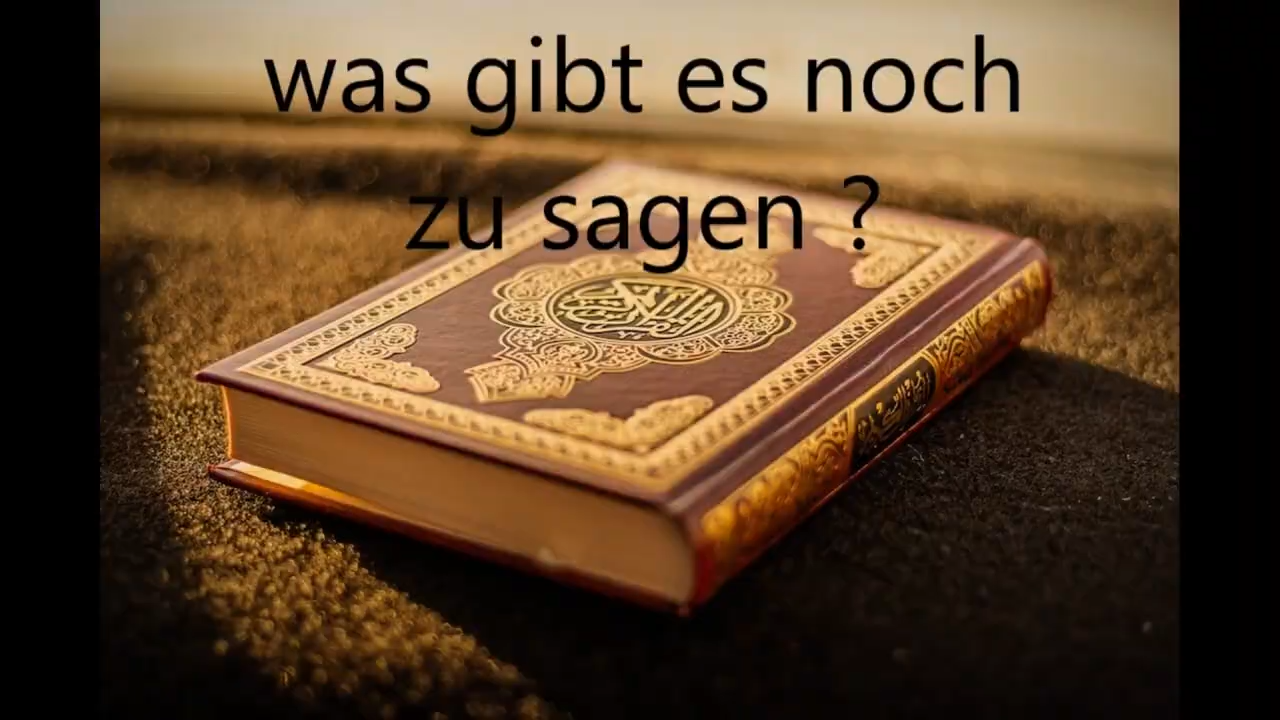 was gibt es noch
zu sagen ?